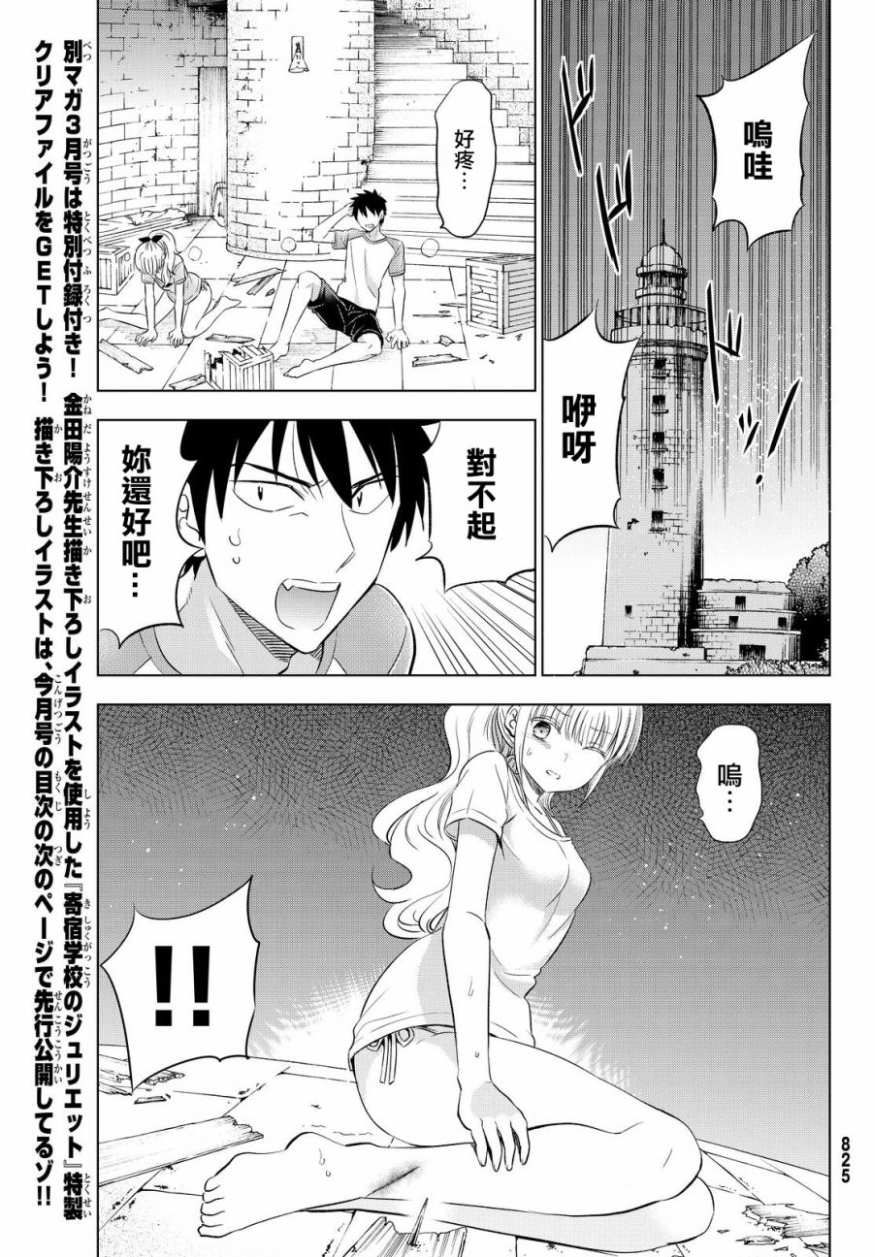 嗚哇
咿呀
好疼…
對不起
妳還好吧…
嗚…
!!
別マガ3月号は特別付録付き！ 金田陽介先生描き下ろしイラストを使用した『寄宿学校のジュリエット』特製
クリアファイルをGETしよう！ 描き下ろしイラストは、今月号の目次の次のページで先行公開してるゾ!!
825